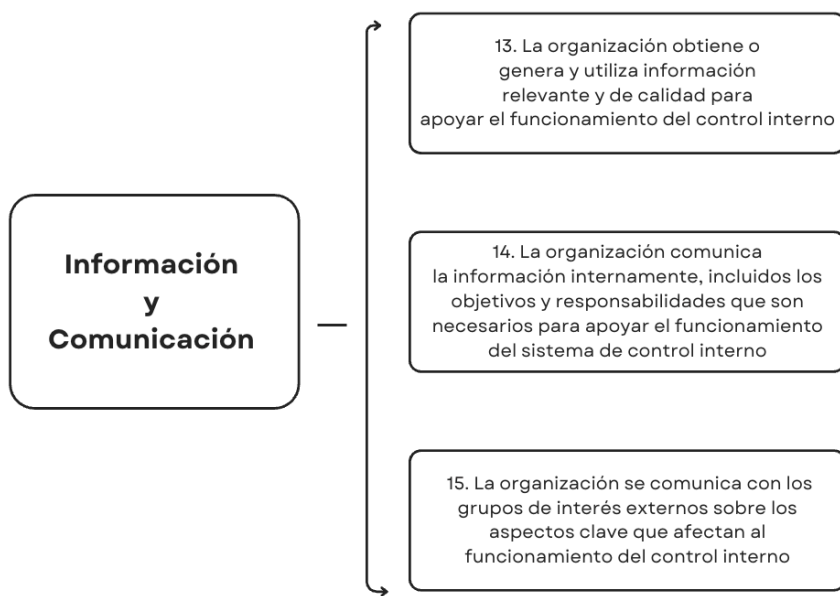 Información
y
Comunicación
13. La organización obtiene o
genera y utiliza información
relevante y de calidad para
apoyar el funcionamiento del control interno
14. La organización comunica
la información internamente, incluidos los
objetivos y responsabilidades que son
necesarios para apoyar el funcionamiento
del sistema de control interno
15. La organización se comunica con los
grupos de interés externos sobre los
aspectos clave que afectan al
funcionamiento del control interno